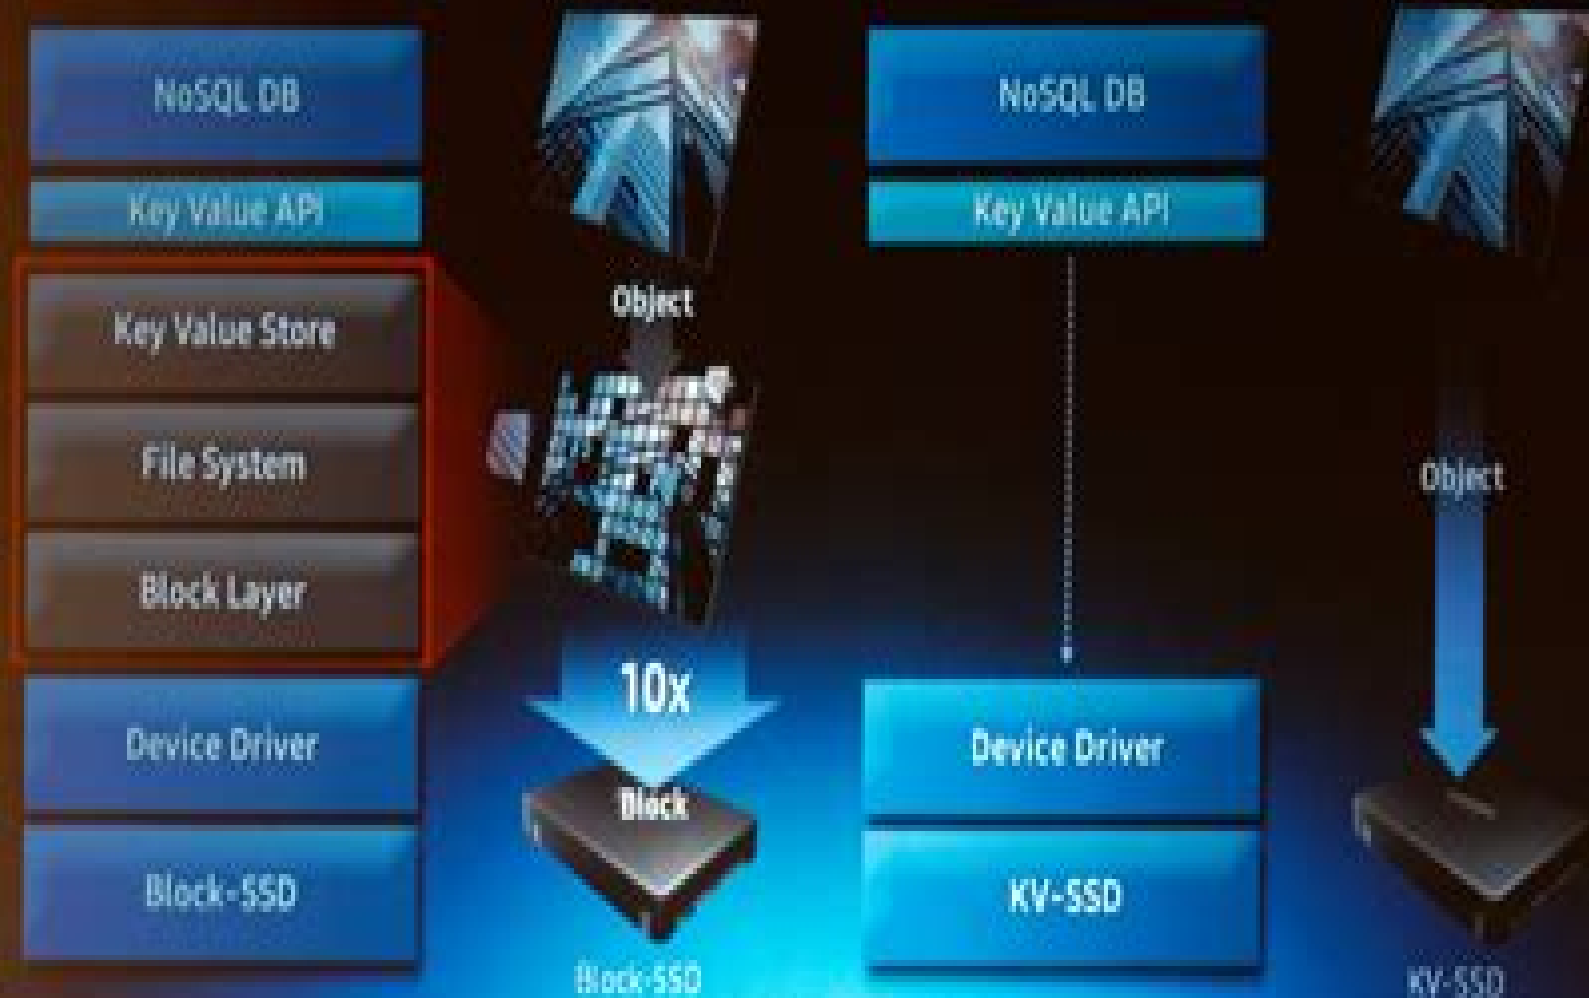 NoSQL DB
Key Value API
Key Value Store
File System
Block Layer
Device Driver
Block-SSD
Object
10x
Block
Block-SSD
NoSQL DB
Key Value API
Device Driver
KV-SSD
Object
KV-SSD